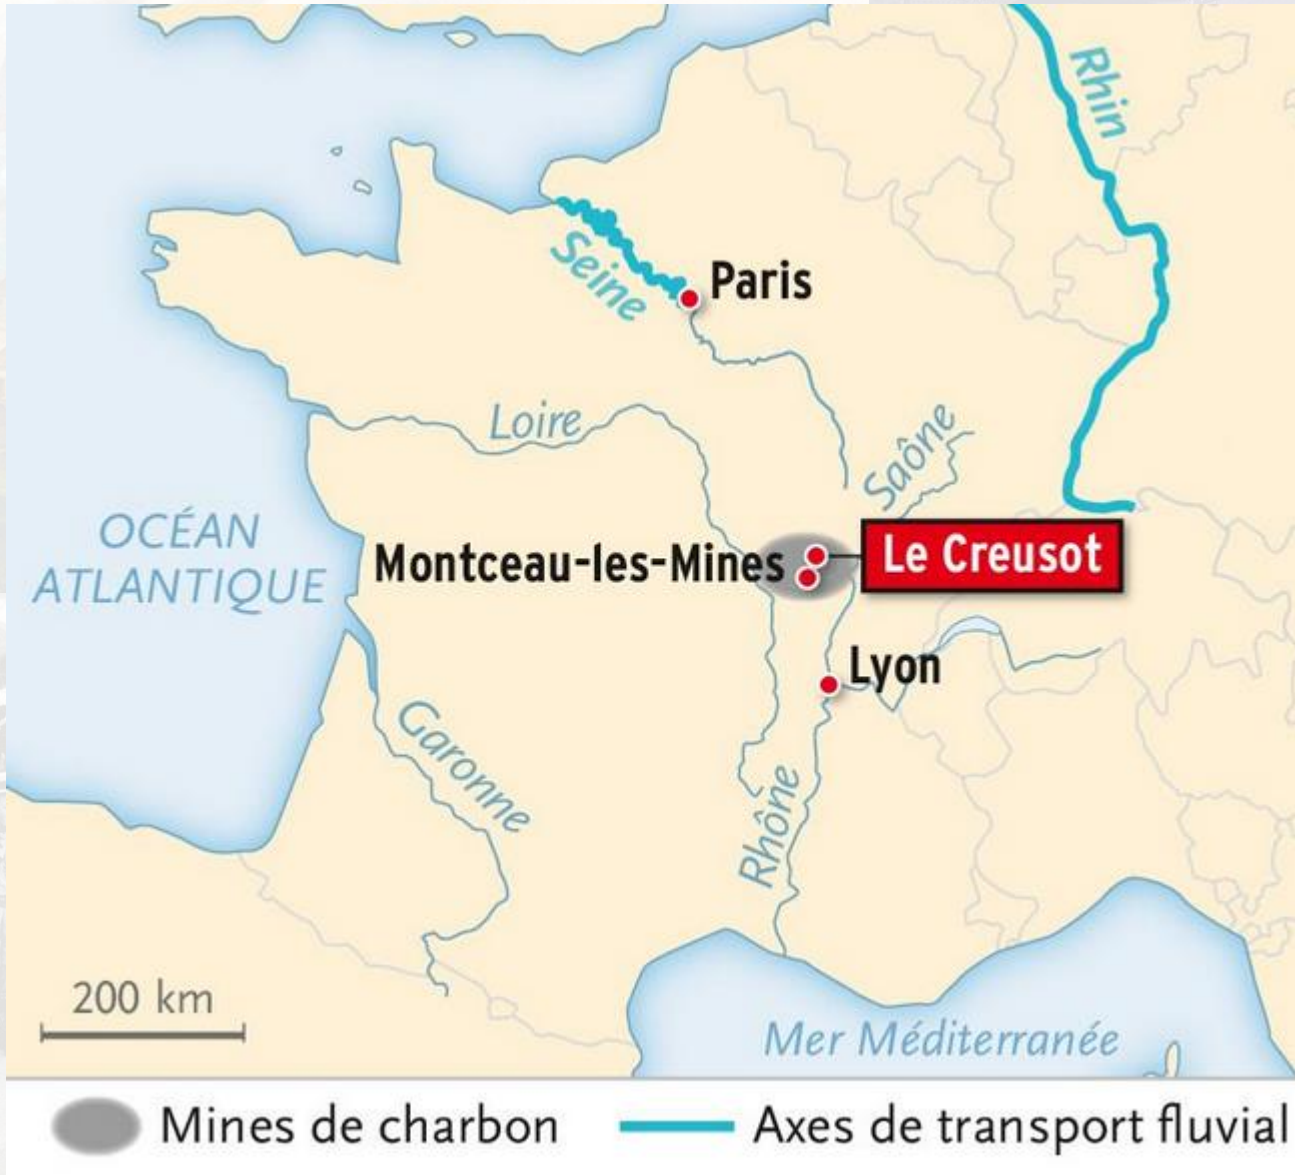 Rhin
Seine
Paris
Loire
Saône
OCÉAN
ATLANTIQUE
Montceau-les-Mines
Le Creusot
Lyon
Garonne
Rhône
200 km
Mer Méditerranée
Mines de charbon
Axes de transport fluvial